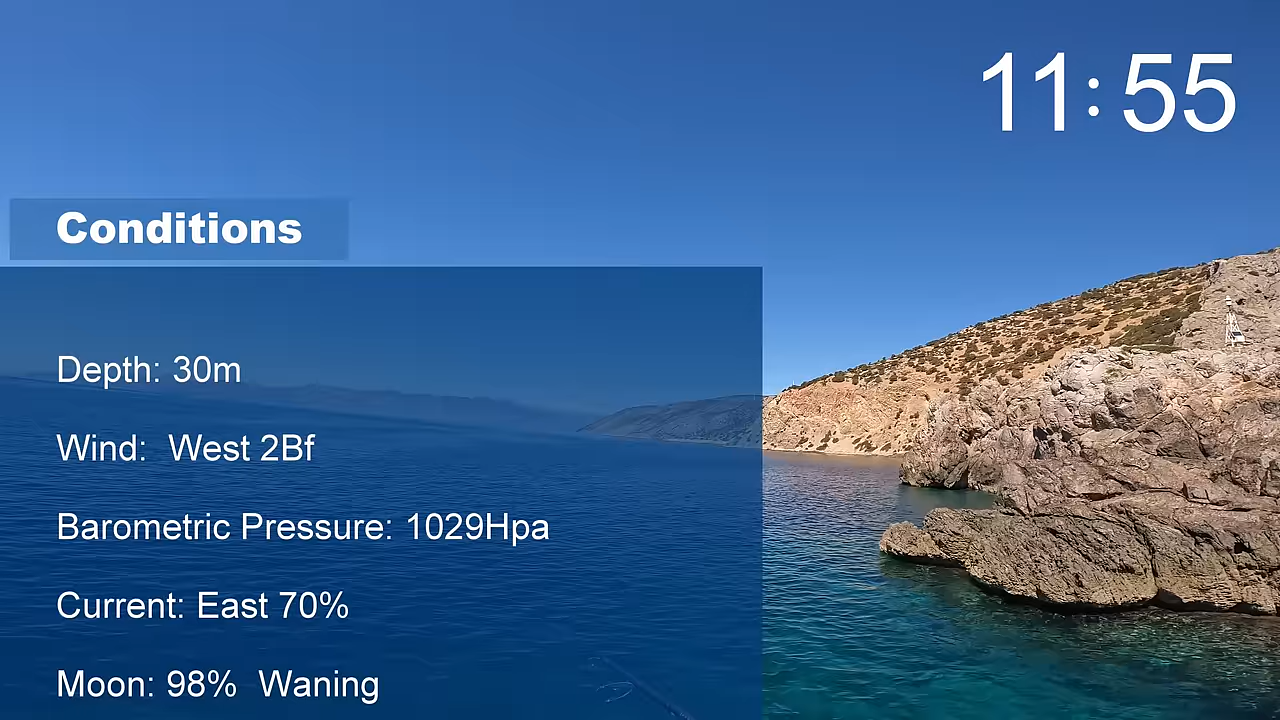 11:55
Conditions
Depth: 30m
Wind: West 2Bf
Barometric Pressure: 1029Hpa
Current: East 70%
Moon: 98% Waning